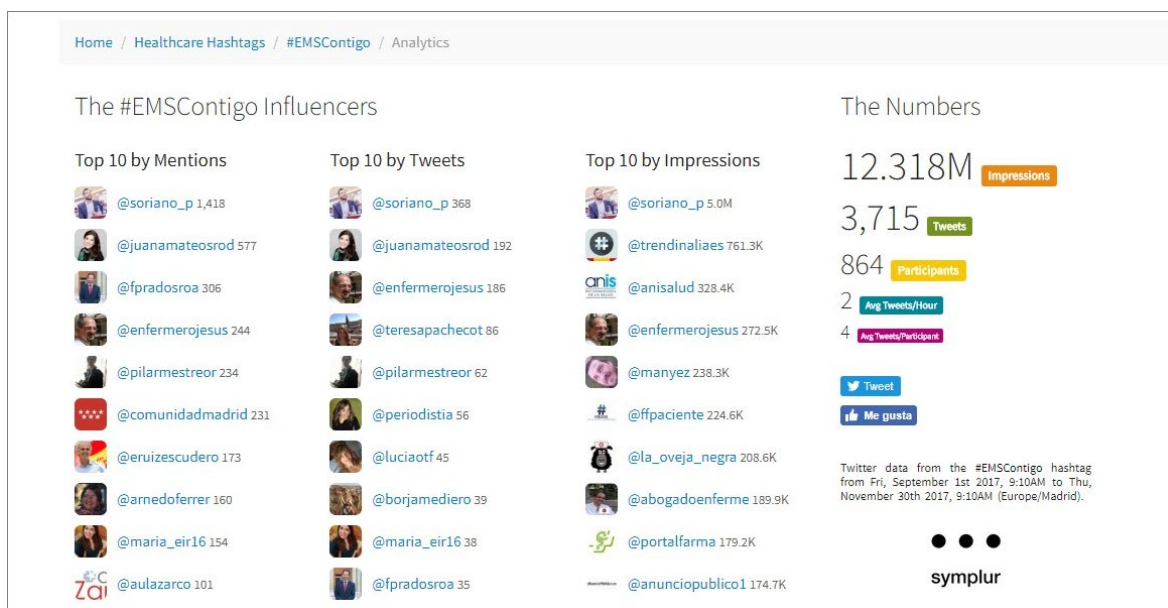 Home / Healthcare Hashtags / #EMSContigo / Analytics
The #EMSContigo Influencers
Top 10 by Mentions
@soriano_p 1,418
@juanamateosrod 577
@fpradosroa 306
@enfermerojesus 244
@pilarmestreor 234
@comunidadmadrid 231
@eruizescudero 173
@arnedoferrer 160
@maria_eir16 154
@aulazarco 101
Top 10 by Tweets
@soriano_p 368
@juanamateosrod 192
@enfermerojesus 186
@teresapachecot 86
@pilarmestreor 62
@periodistia 56
@luciaotf 45
@borjamediero 39
@maria_eir16 38
@fpradosroa 35
Top 10 by Impressions
@soriano_p 5.0M
#
@trendinaliaes 761.3K
anis
@anisalud 328.4K
@enfermerojesus 272.5K
@manyez 238.3K
#
@ffpaciente 224.6K
@la_oveja_negra 208.6K
@abogadoenferme 189.9K
@portalfarma 179.2K
@anunciopublico1 174.7K
The Numbers
12.318M Impressions
3,715 Tweets
864 Participants
2 Avg Tweets/Hour
4 Avg Tweets/Participant
Tweet
Me gusta
Twitter data from the #EMSContigo hashtag
from Fri, September 1st 2017, 9:10AM to Thu,
November 30th 2017, 9:10AM (Europe/Madrid).
symplur